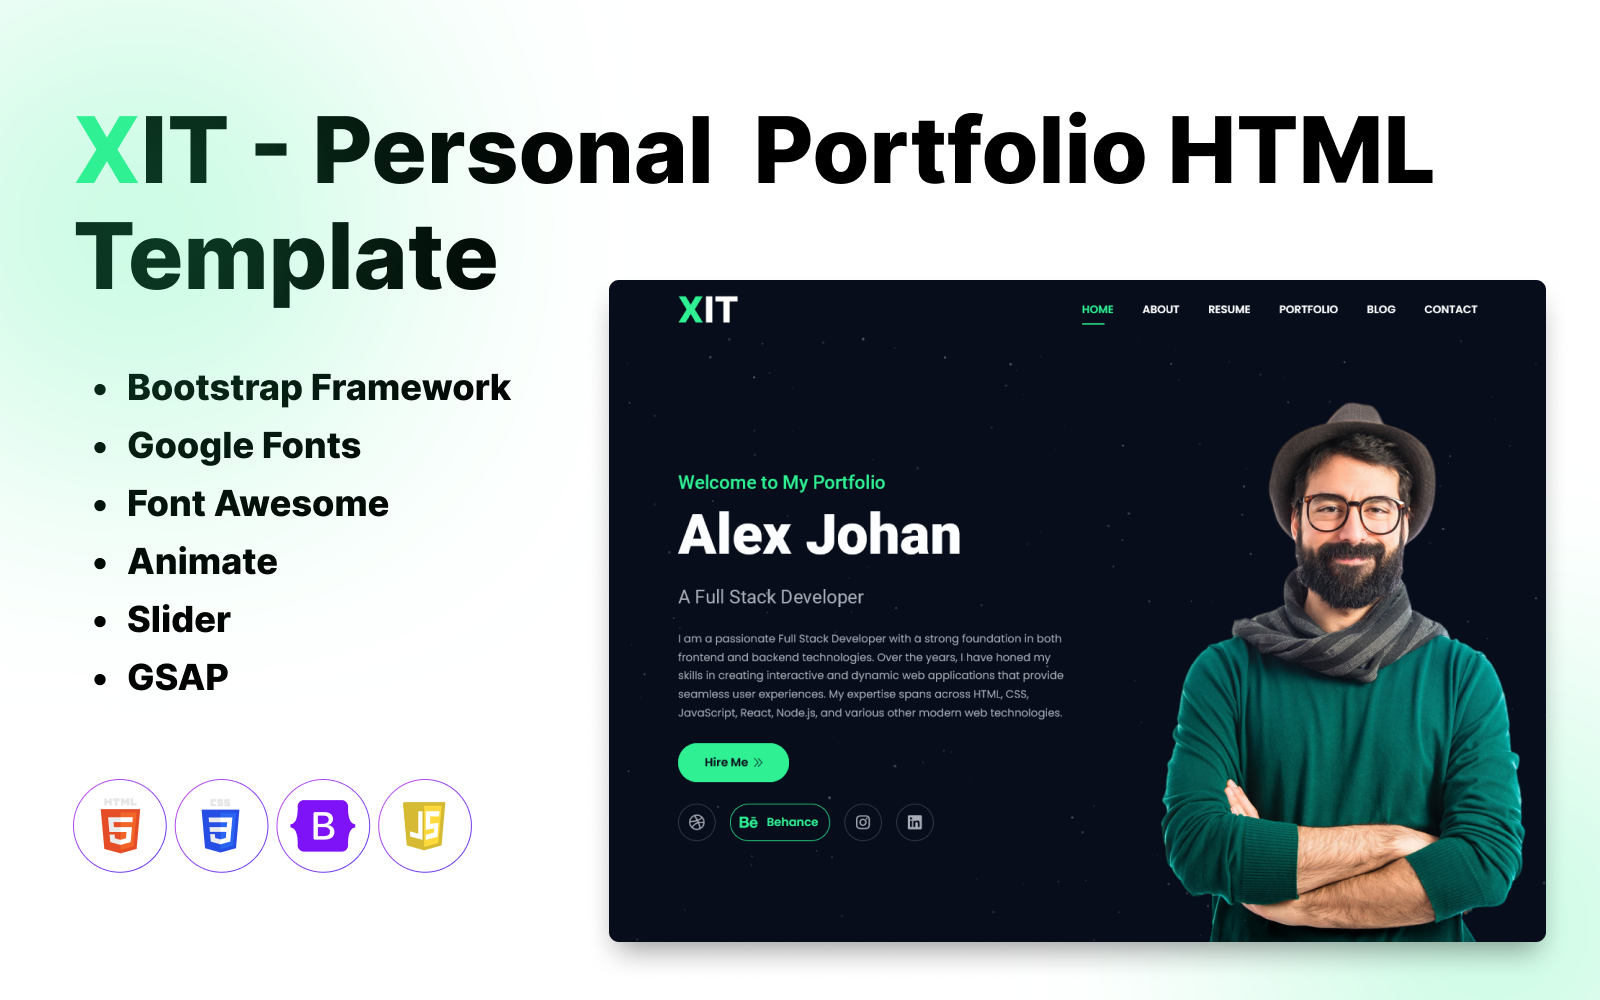 XIT - Personal Portfolio HTML
Template
Bootstrap Framework
Google Fonts
Font Awesome
Animate
Slider
GSAP
HTML
5
CSS
3
B
JS
XIT
HOME ABOUT RESUME PORTFOLIO BLOG CONTACT
Welcome to My Portfolio
Alex Johan
A Full Stack Developer
I am a passionate Full Stack Developer with a strong foundation in both
frontend and backend technologies. Over the years, I have honed my
skills in creating interactive and dynamic web applications that provide
seamless user experiences. My expertise spans across HTML, CSS,
JavaScript, React, Node.js, and various other modern web technologies.
Hire Me
Bē Behance
in